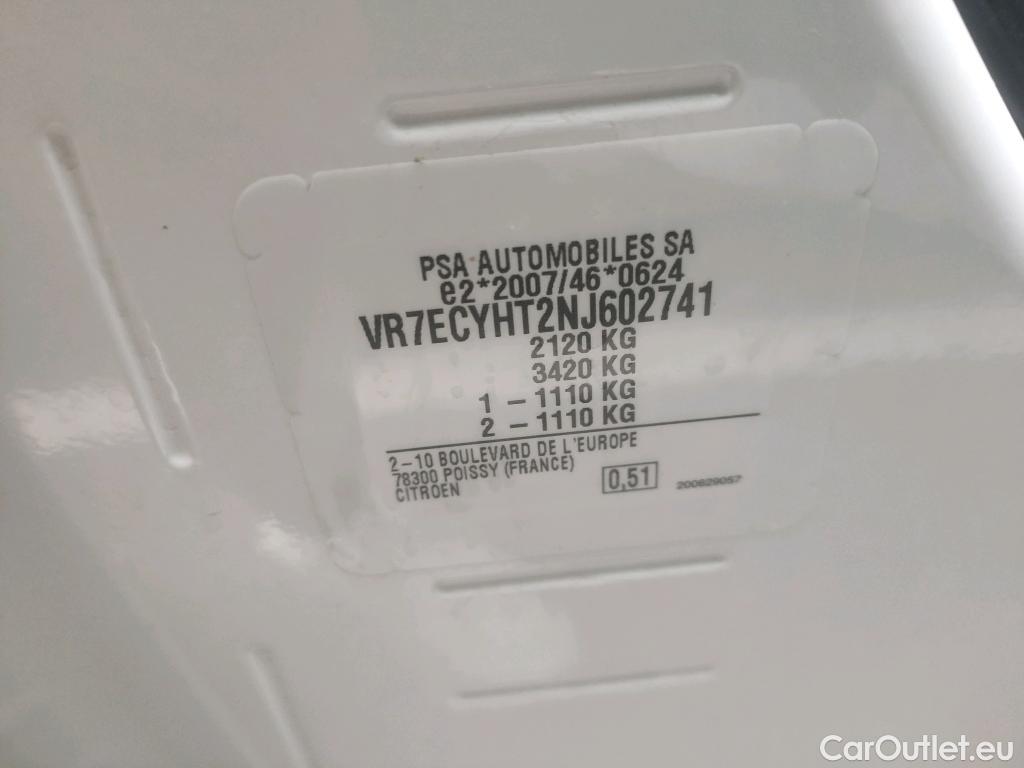 PSA AUTOMOBILES SA
e2*2007/46*0624
VR7ECYHT2NJ602741
2120 KG
3420 KG
1 – 1110 KG
2 – 1110 KG
2–10 BOULEVARD DE L'EUROPE
78300 POISSY (FRANCE)
CITROEN
0,51
200629057
CarOutlet.eu